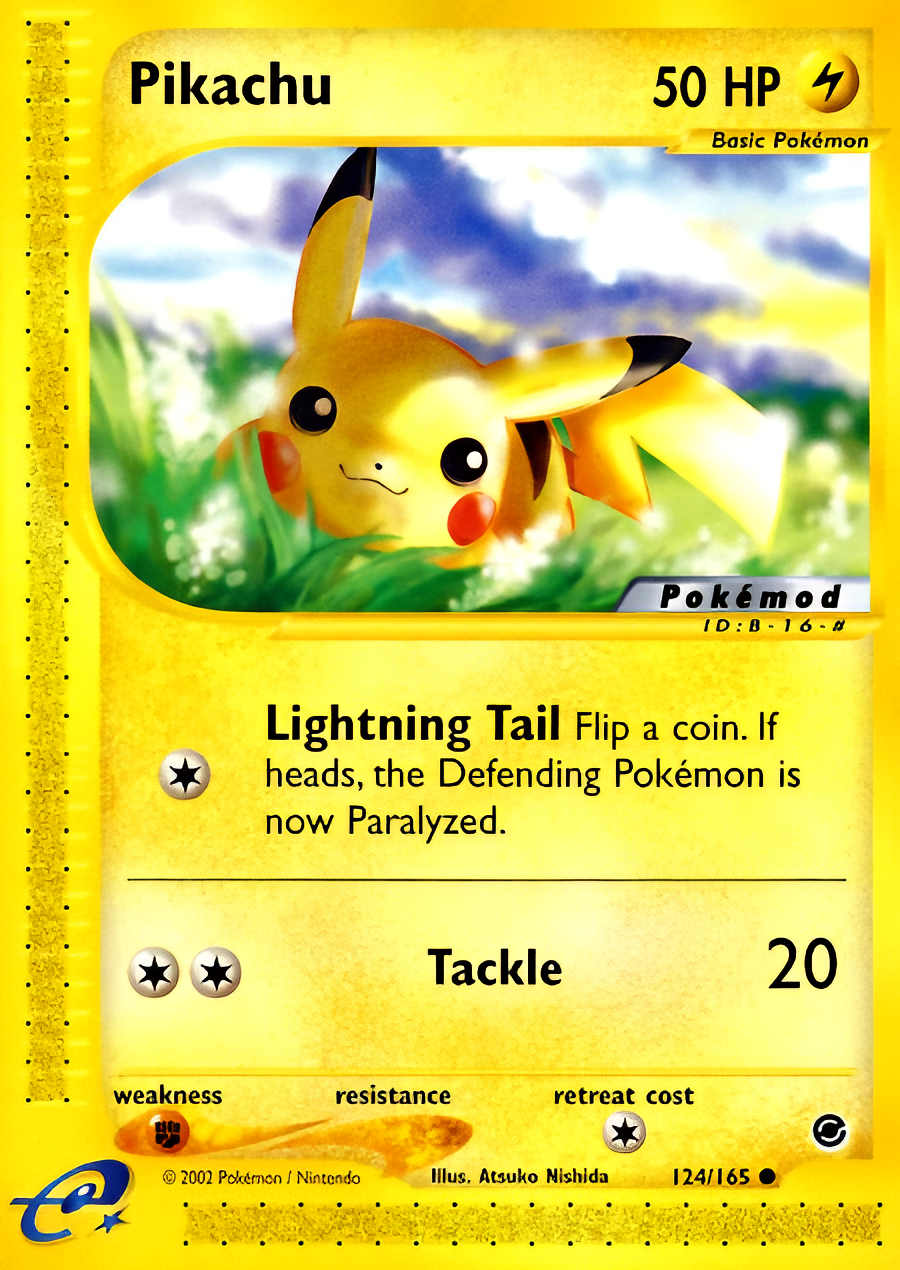 Pikachu
50 HP
Basic Pokémon
Pokémod
ID:B-16-#
Lightning Tail Flip a coin. If
heads, the Defending Pokémon is
now Paralyzed.
Tackle 20
weakness resistance retreat cost
© 2002 Pokémon / Nintendo Illus. Atsuko Nishida 124/165
e